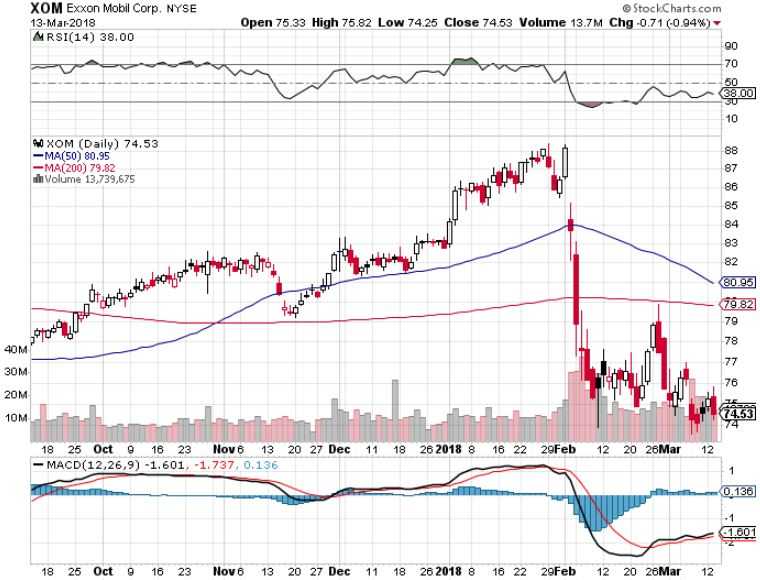 XOM Exxon Mobil Corp. NYSE © StockCharts.com
13-Mar-2018 Open 75.33 High 75.82 Low 74.25 Close 74.53 Volume 13.7M Chg -0.71 (-0.94%)
RSI(14) 38.00
90
70
50
38.00
30
10
XOM (Daily) 74.53
MA(50) 80.95
MA(200) 79.82
Volume 13,739,675
88
87
86
85
84
83
82
80.95
79.82
79
78
77
76
75
74.53
74
40M
30M
20M
10M
18 25 Oct 9 16 23 Nov 6 13 20 27 Dec 11 18 2018 8 16 22 29 Feb 12 20 26 Mar 12
MACD(12,26,9) -1.601, -1.737, 0.136
1
0.136
-1
-1.601
18 25 Oct 9 16 23 Nov 6 13 20 27 Dec 11 18 2018 8 16 22 29 Feb 12 20 26 Mar 12